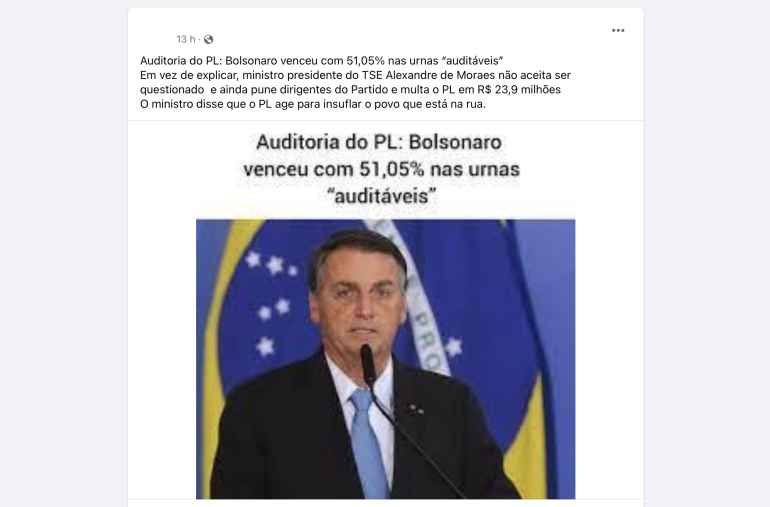 13 h ·
Auditoria do PL: Bolsonaro venceu com 51,05% nas urnas “auditáveis”
Em vez de explicar, ministro presidente do TSE Alexandre de Moraes não aceita ser
questionado e ainda pune dirigentes do Partido e multa o PL em R$ 23,9 milhões
O ministro disse que o PL age para insuflar o povo que está na rua.
Auditoria do PL: Bolsonaro
venceu com 51,05% nas urnas
“auditáveis”
PRO